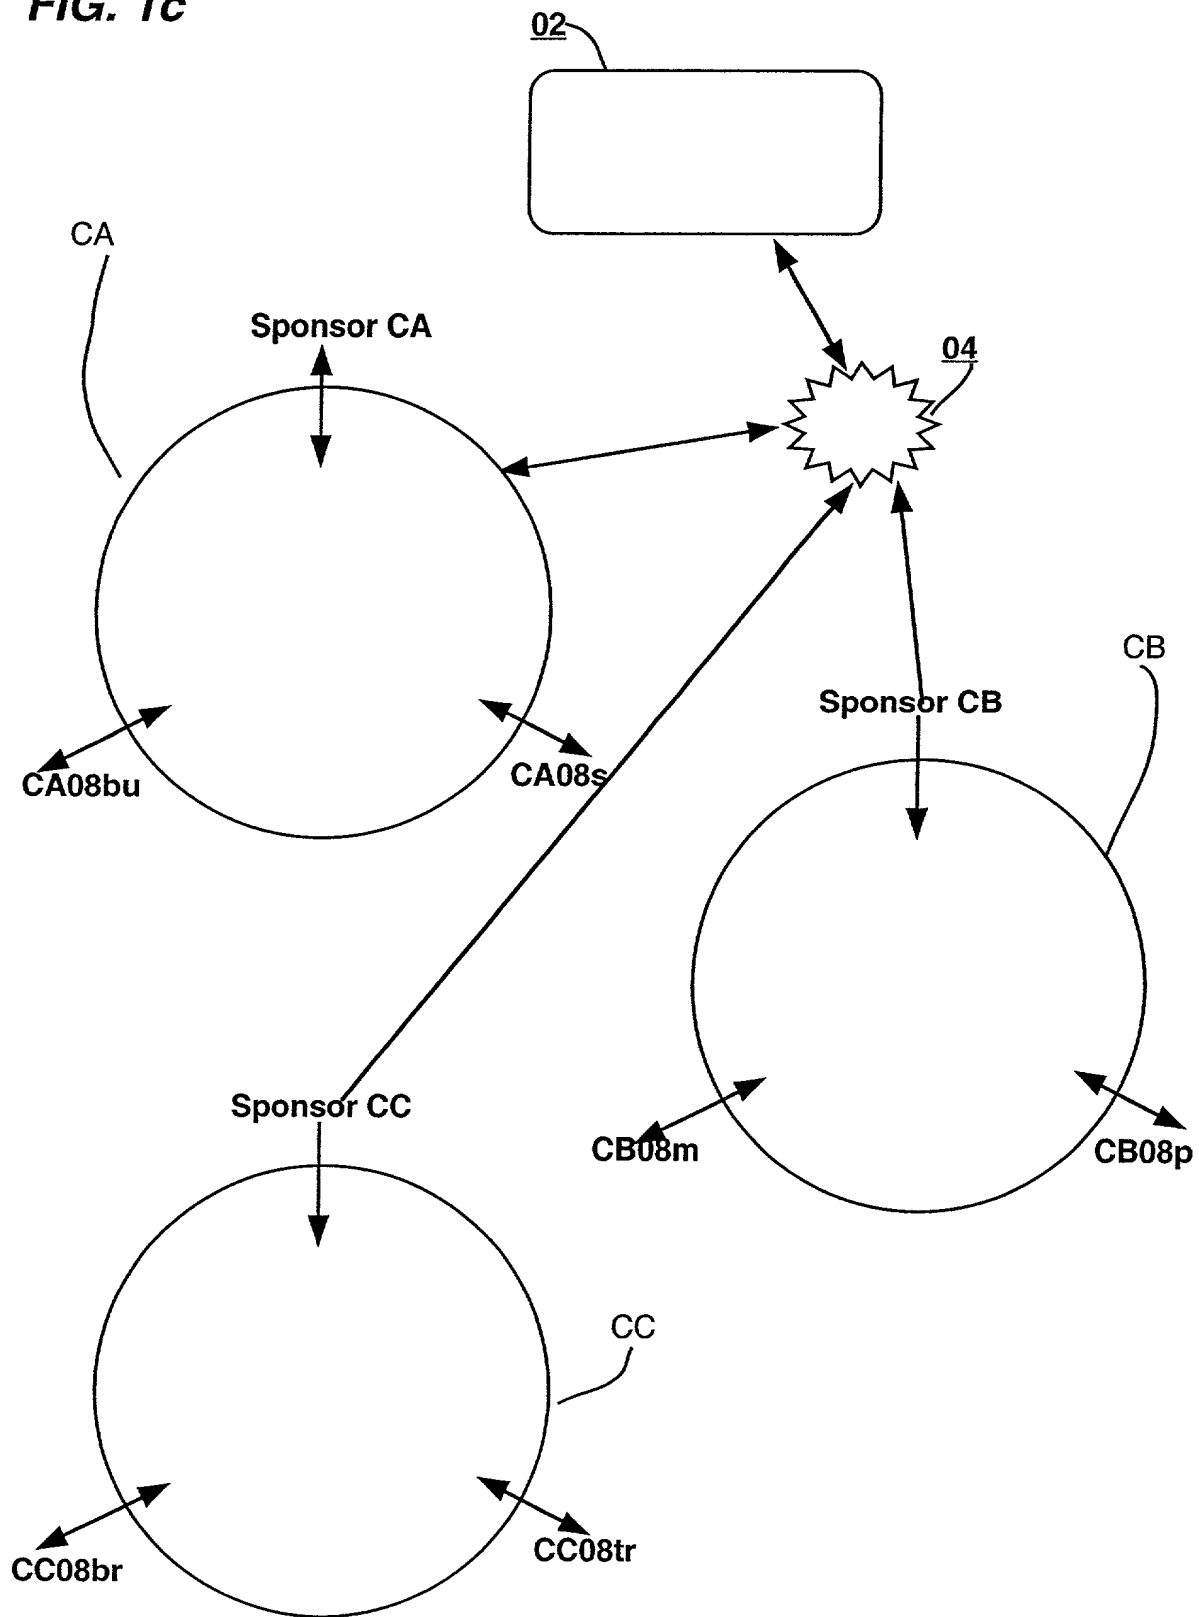 FIG. 1c
02
CA
Sponsor CA
04
CB
Sponsor CB
CA08bu
CA08s
Sponsor CC
CB08m
CB08p
CC
CC08tr
CC08br